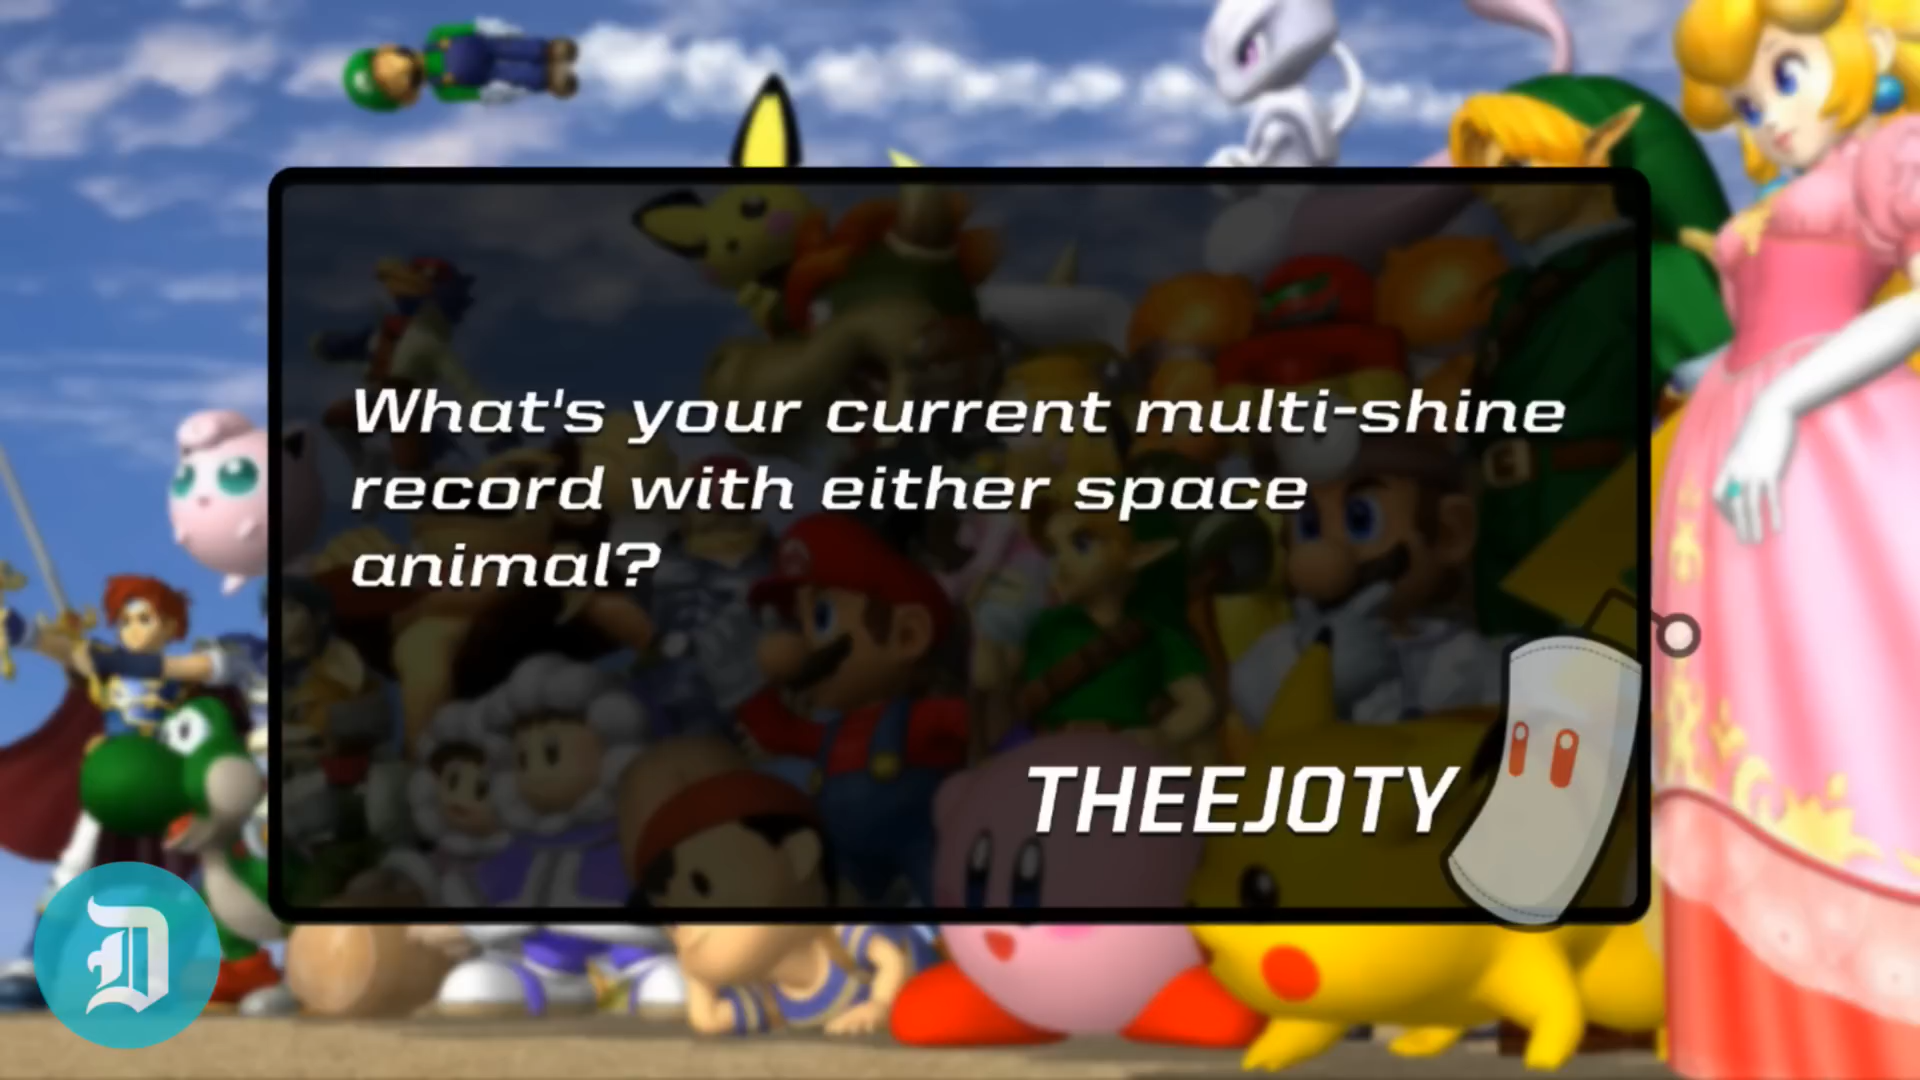 What's your current multi-shine
record with either space
animal?
THEEJOTY
D